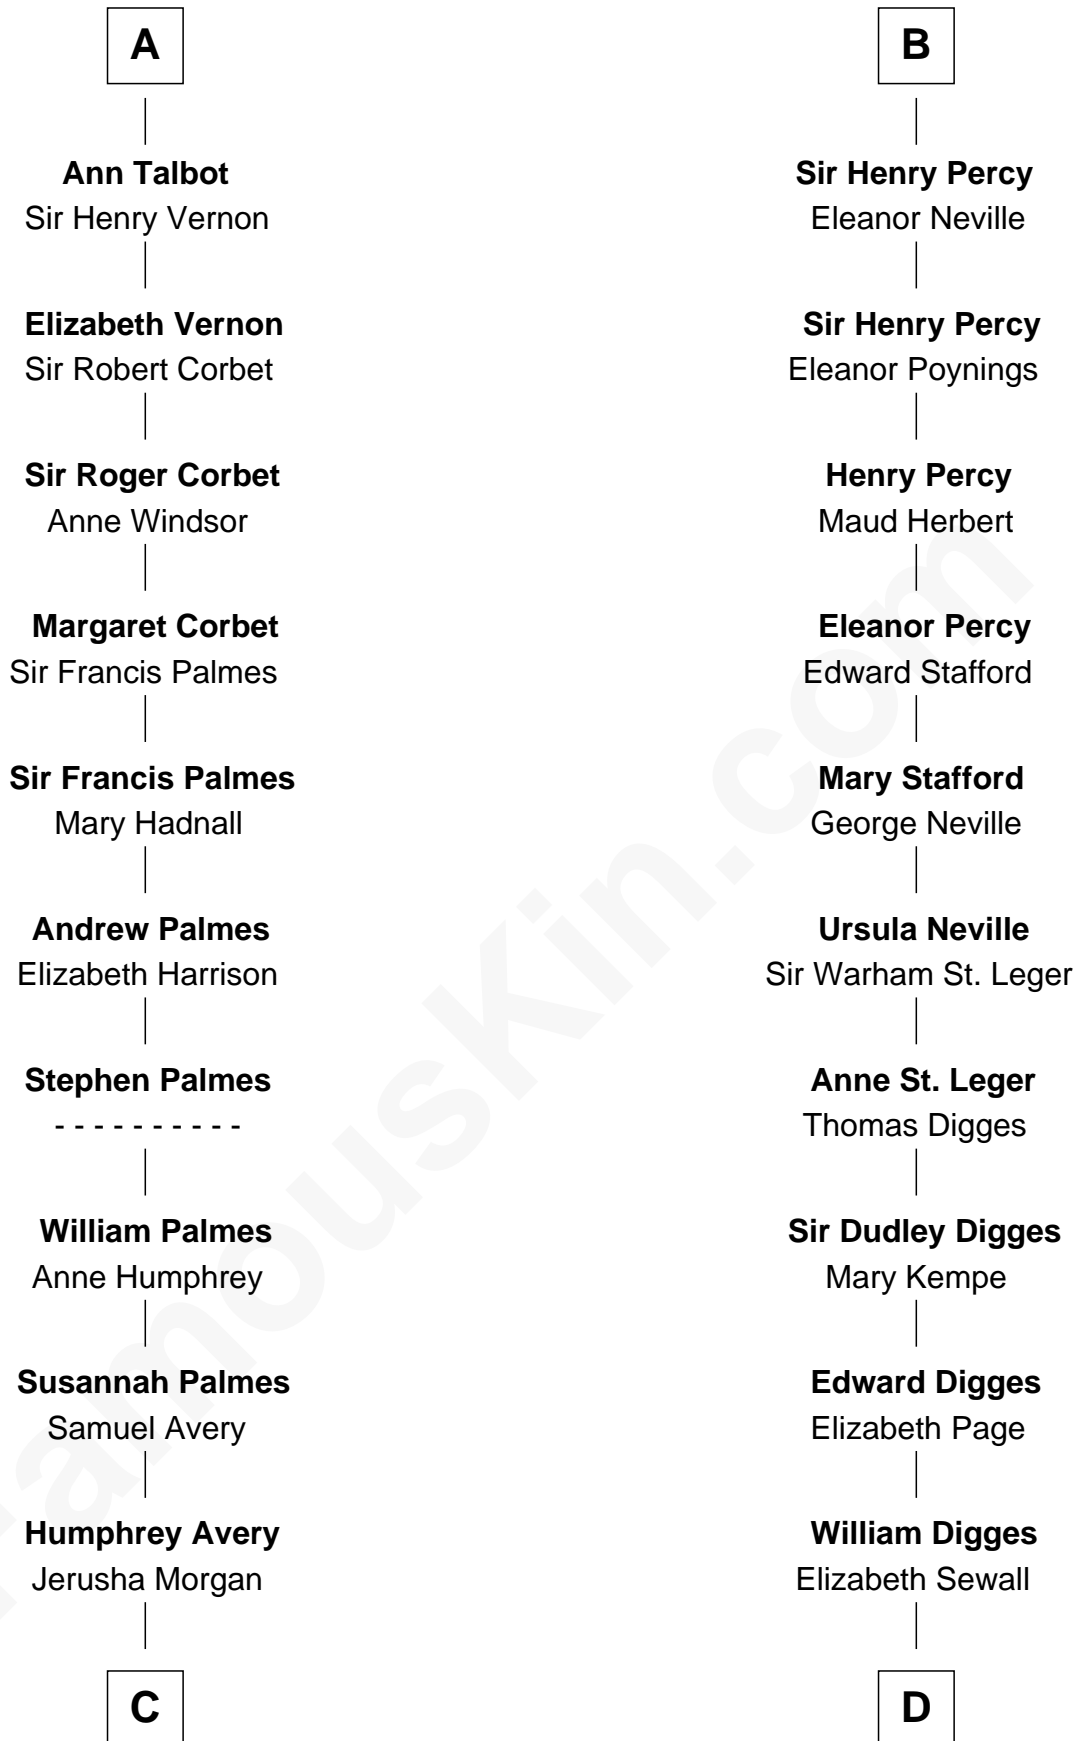 A
Ann Talbot
Sir Henry Vernon
Elizabeth Vernon
Sir Robert Corbet
Sir Roger Corbet
Anne Windsor
Margaret Corbet
Sir Francis Palmes
Sir Francis Palmes
Mary Hadnall
Andrew Palmes
Elizabeth Harrison
Stephen Palmes
- - - - - - - - - -
William Palmes
Anne Humphrey
Susannah Palmes
Samuel Avery
Humphrey Avery
Jerusha Morgan
C
B
Sir Henry Percy
Eleanor Neville
Sir Henry Percy
Eleanor Poynings
Henry Percy
Maud Herbert
Eleanor Percy
Edward Stafford
Mary Stafford
George Neville
Ursula Neville
Sir Warham St. Leger
Anne St. Leger
Thomas Digges
Sir Dudley Digges
Mary Kempe
Edward Digges
Elizabeth Page
William Digges
Elizabeth Sewall
D
FamousKin.com